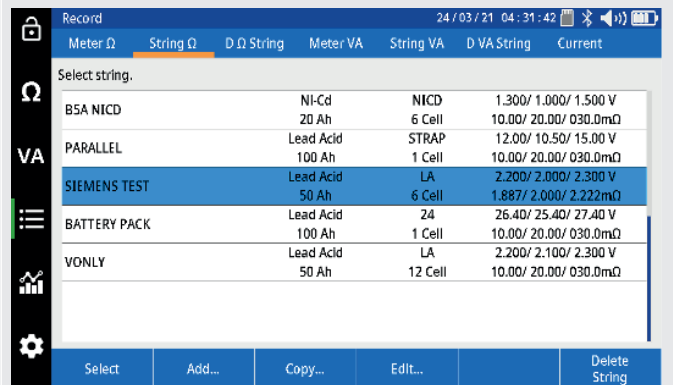 Record 24/03/21 04:31:42
Meter Ω String Ω D Ω String Meter VA String VA D VA String Current
Select string.
Ω
VA
B5A NICD NI-Cd NICD 1.300/ 1.000/ 1.500 V
20 Ah 6 Cell 10.00/ 20.00/ 030.0mΩ
PARALLEL Lead Acid STRAP 12.00/ 10.50/ 15.00 V
100 Ah 1 Cell 10.00/ 20.00/ 030.0mΩ
SIEMENS TEST Lead Acid LA 2.200/ 2.000/ 2.300 V
50 Ah 6 Cell 1.887/ 2.000/ 2.222mΩ
BATTERY PACK Lead Acid 24 26.40/ 25.40/ 27.40 V
100 Ah 1 Cell 10.00/ 20.00/ 030.0mΩ
VONLY Lead Acid LA 2.200/ 2.100/ 2.300 V
50 Ah 12 Cell 10.00/ 20.00/ 030.0mΩ
Select Add... Copy... Edit... Delete
String